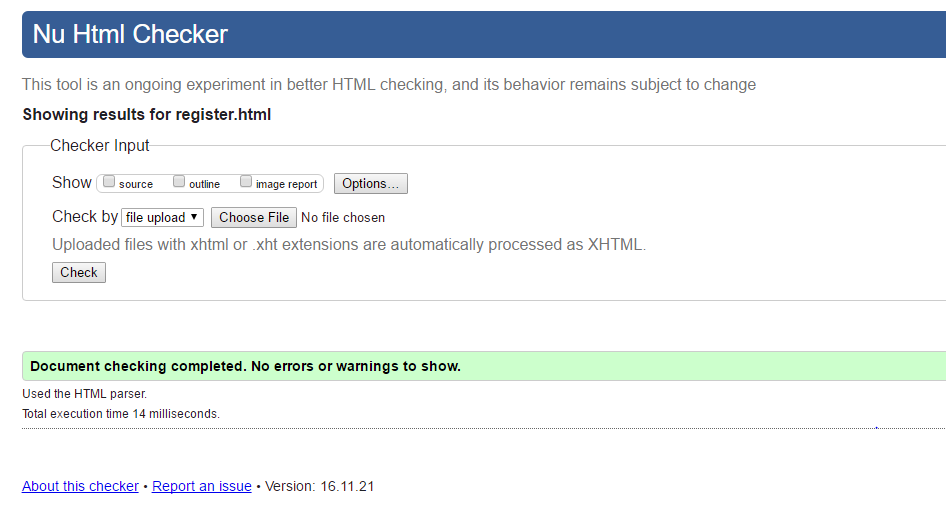 Nu Html Checker
This tool is an ongoing experiment in better HTML checking, and its behavior remains subject to change
Showing results for register.html
Checker Input
Show source outline image report Options...
Check by file upload Choose File No file chosen
Uploaded files with xhtml or .xht extensions are automatically processed as XHTML.
Check
Document checking completed. No errors or warnings to show.
Used the HTML parser.
Total execution time 14 milliseconds.
About this checker • Report an issue • Version: 16.11.21